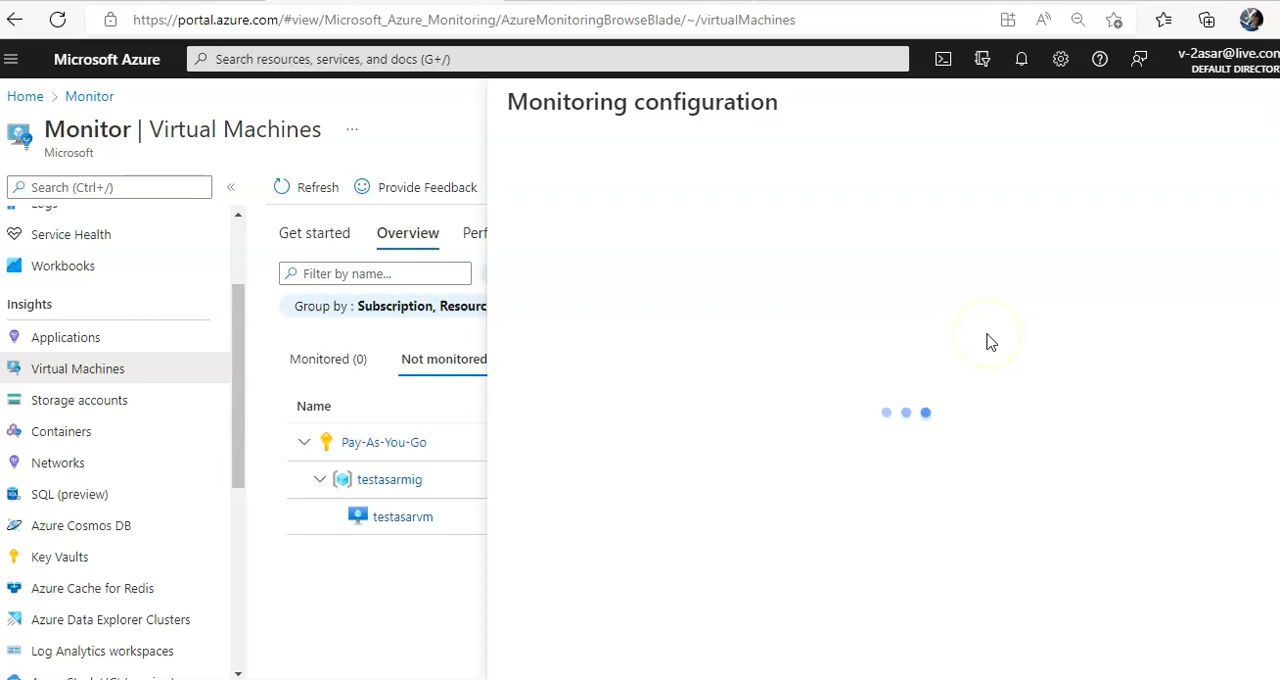 https://portal.azure.com/#view/Microsoft_Azure_Monitoring/AzureMonitoringBrowseBlade/~/virtualMachines
Microsoft Azure
Search resources, services, and docs (G+/)
v-2asar@live.com
DEFAULT DIRECTOR
Home > Monitor
Monitor | Virtual Machines ...
Microsoft
Search (Ctrl+/)
«
Logs
Service Health
Workbooks
Insights
Applications
Virtual Machines
Storage accounts
Containers
Networks
SQL (preview)
Azure Cosmos DB
Key Vaults
Azure Cache for Redis
Azure Data Explorer Clusters
Log Analytics workspaces
Refresh
Provide Feedback
Get started
Overview
Perf
Filter by name...
Group by : Subscription, Resourc
Monitored (0)
Not monitored
Name
Pay-As-You-Go
testasarmig
testasarvm
Monitoring configuration